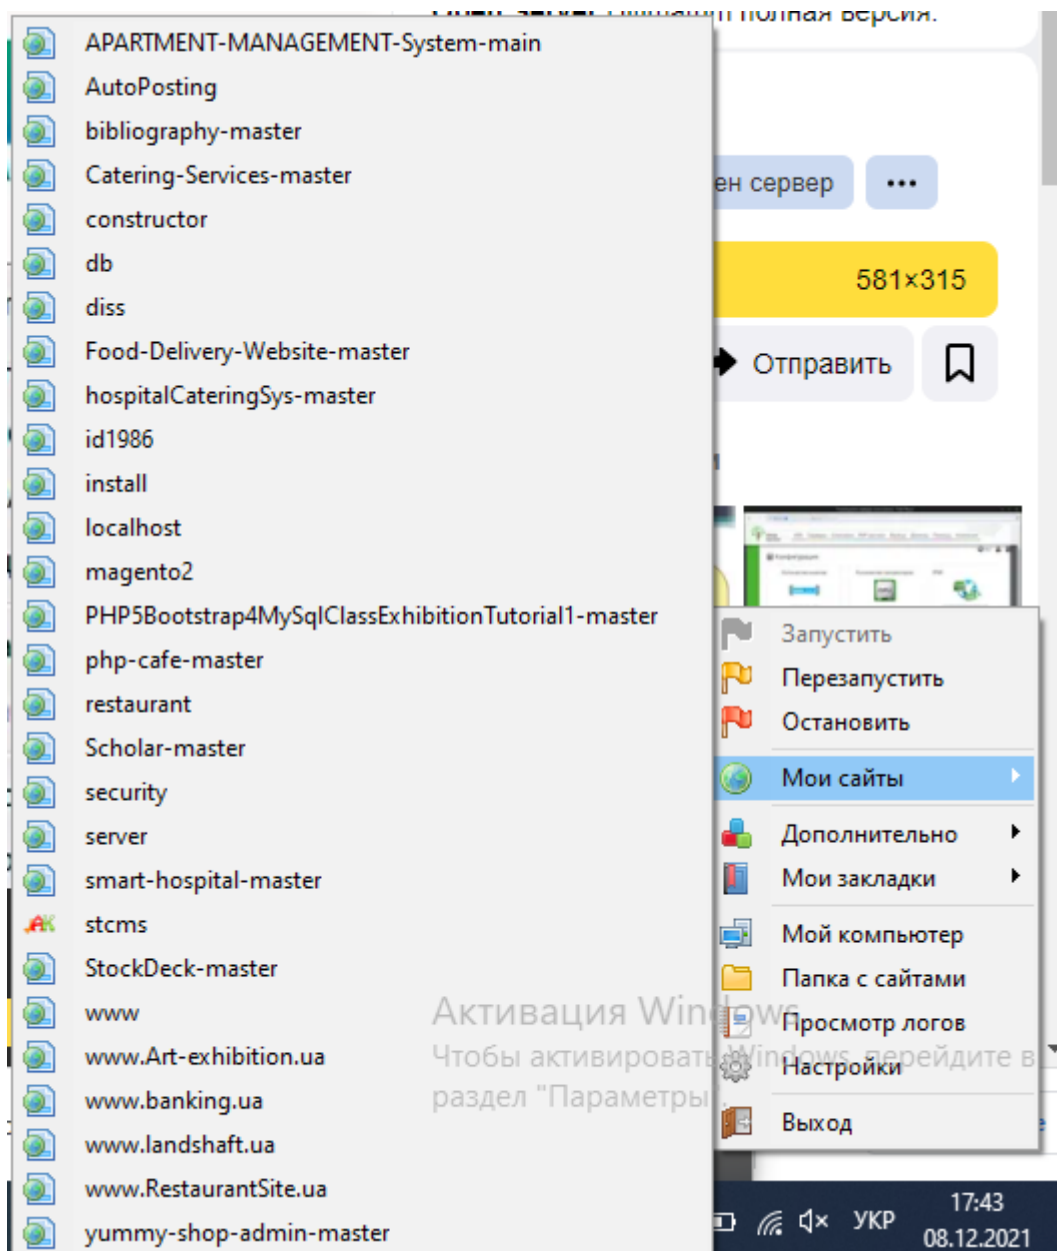 полная версия.
APARTMENT-MANAGEMENT-System-main
AutoPosting
bibliography-master
Catering-Services-master
constructor
db
diss
Food-Delivery-Website-master
hospitalCateringSys-master
id1986
install
localhost
magento2
PHP5Bootstrap4MySqlClassExhibitionTutorial1-master
php-cafe-master
restaurant
Scholar-master
security
server
smart-hospital-master
stcms
StockDeck-master
www
www.Art-exhibition.ua
www.banking.ua
www.landshaft.ua
www.RestaurantSite.ua
yummy-shop-admin-master
ен сервер
581×315
Отправить
Запустить
Перезапустить
Остановить
Мои сайты
Дополнительно
Мои закладки
Мой компьютер
Папка с сайтами
Просмотр логов
Настройки
Выход
Активация Windows
Чтобы активировать Windows, перейдите в
раздел "Параметры".
УКР
17:43
08.12.2021